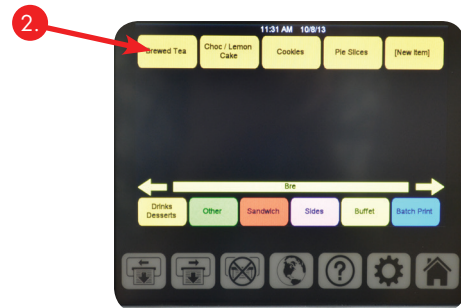 2.
11:31 AM 10/8/13
Brewed Tea
Choc / Lemon
Cake
Cookies
Pie Slices
[New Item]
Bre
Drinks
Desserts
Other
Sandwich
Sides
Buffet
Batch Print
?